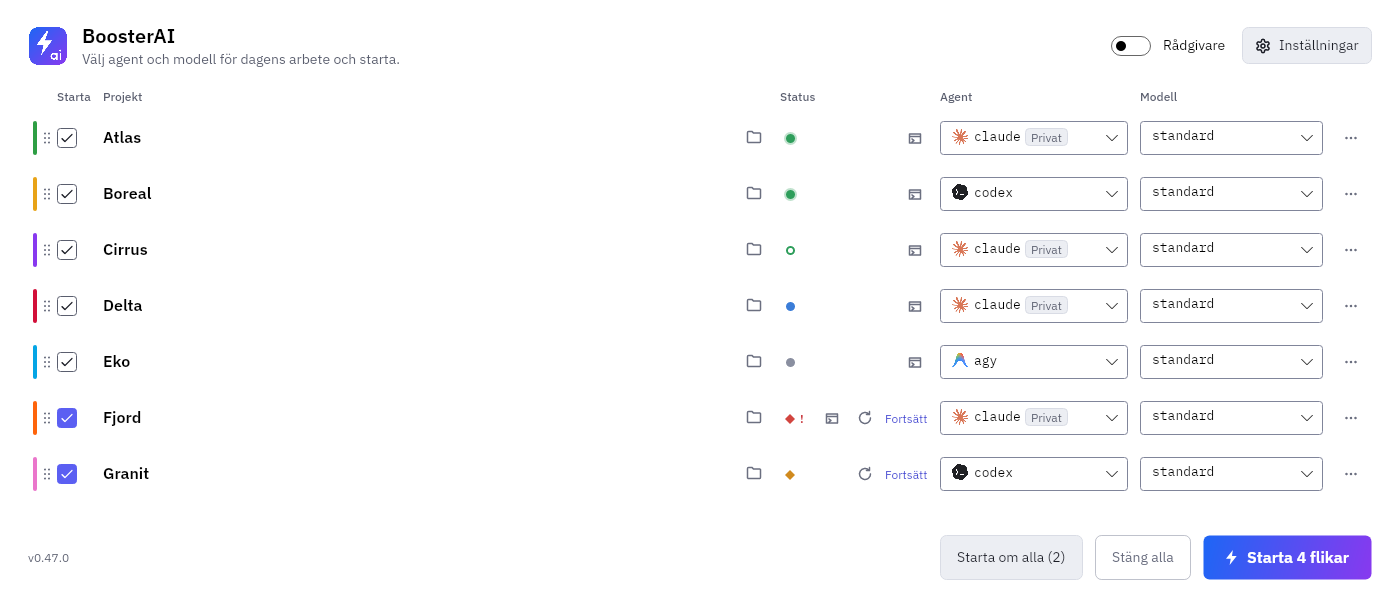 ai
BoosterAI
Välj agent och modell för dagens arbete och starta.
Rådgivare
Inställningar
Starta Projekt Status Agent Modell
Atlas claude Privat standard
Boreal codex standard
Cirrus claude Privat standard
Delta claude Privat standard
Eko agy standard
Fjord ! Fortsätt claude Privat standard
Granit Fortsätt codex standard
v0.47.0 Starta om alla (2) Stäng alla Starta 4 flikar